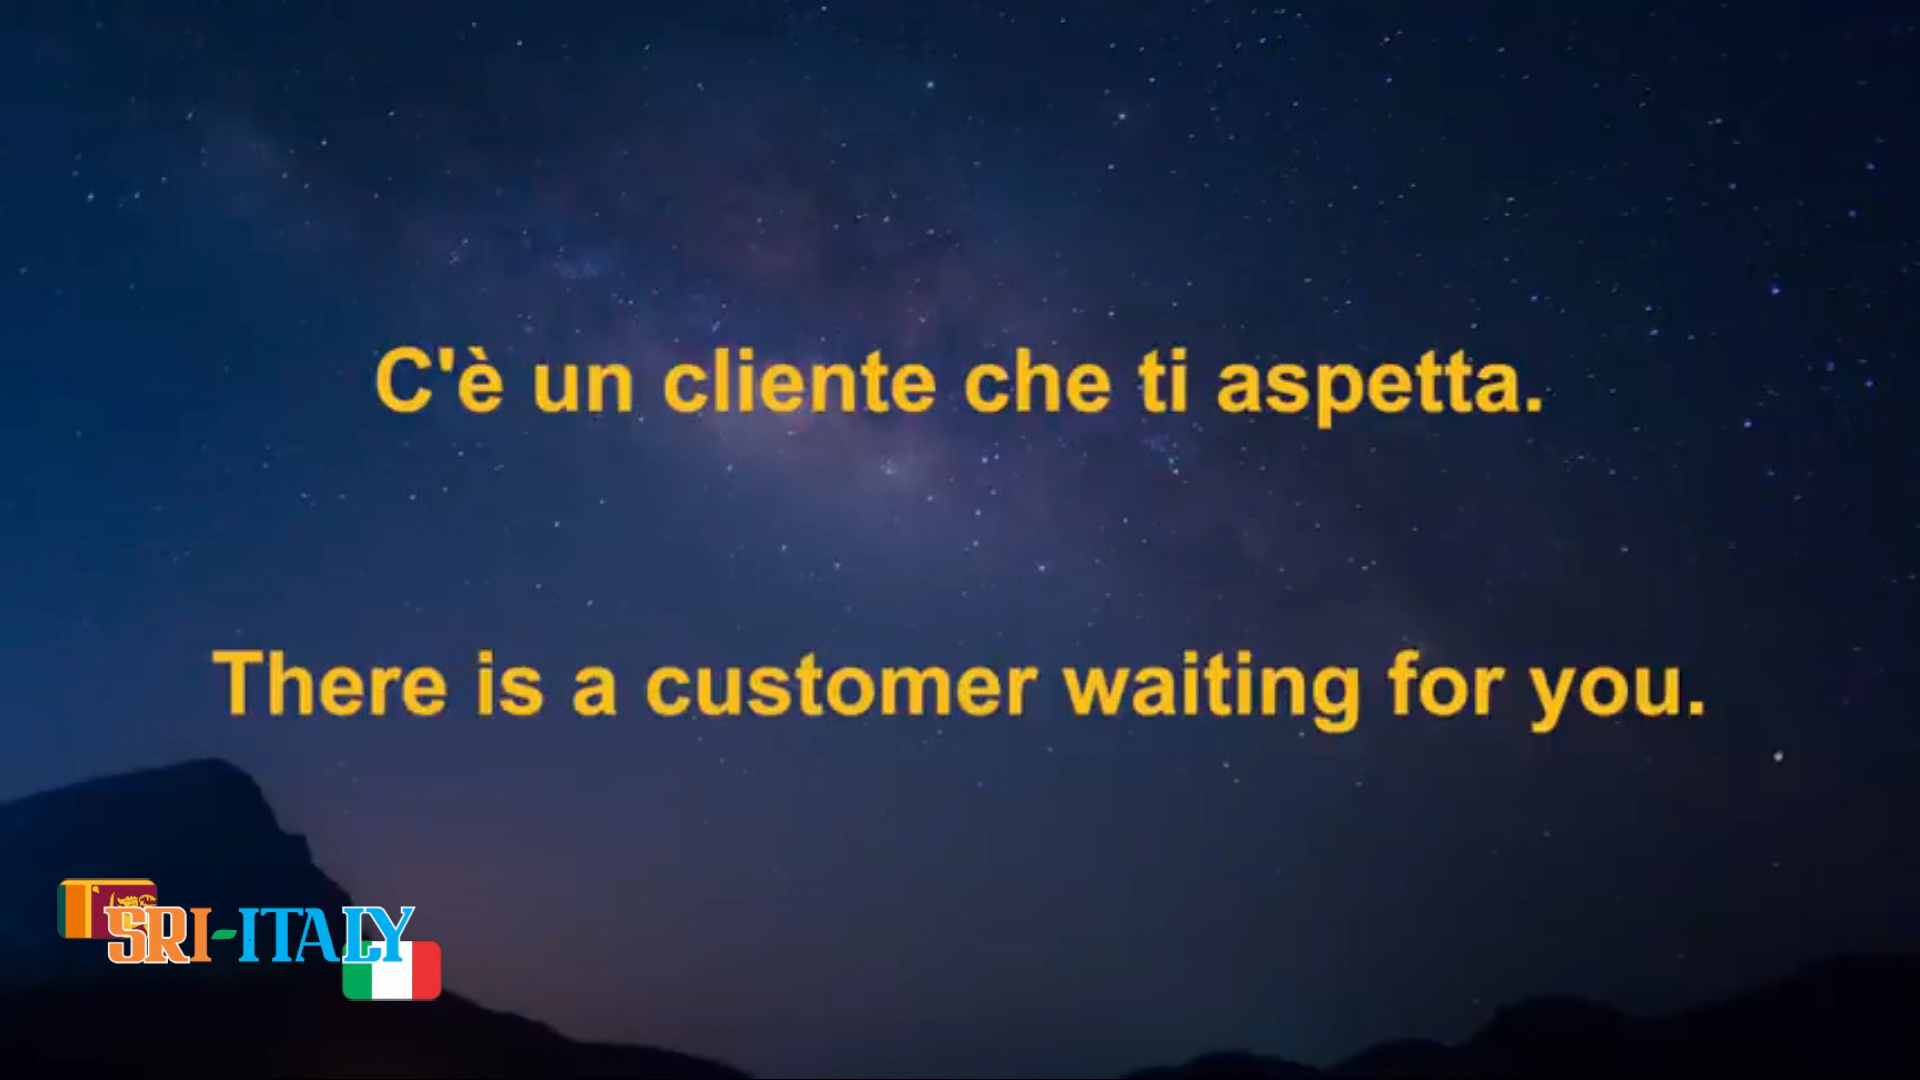 C'è un cliente che ti aspetta.
There is a customer waiting for you.
SRI-ITALY